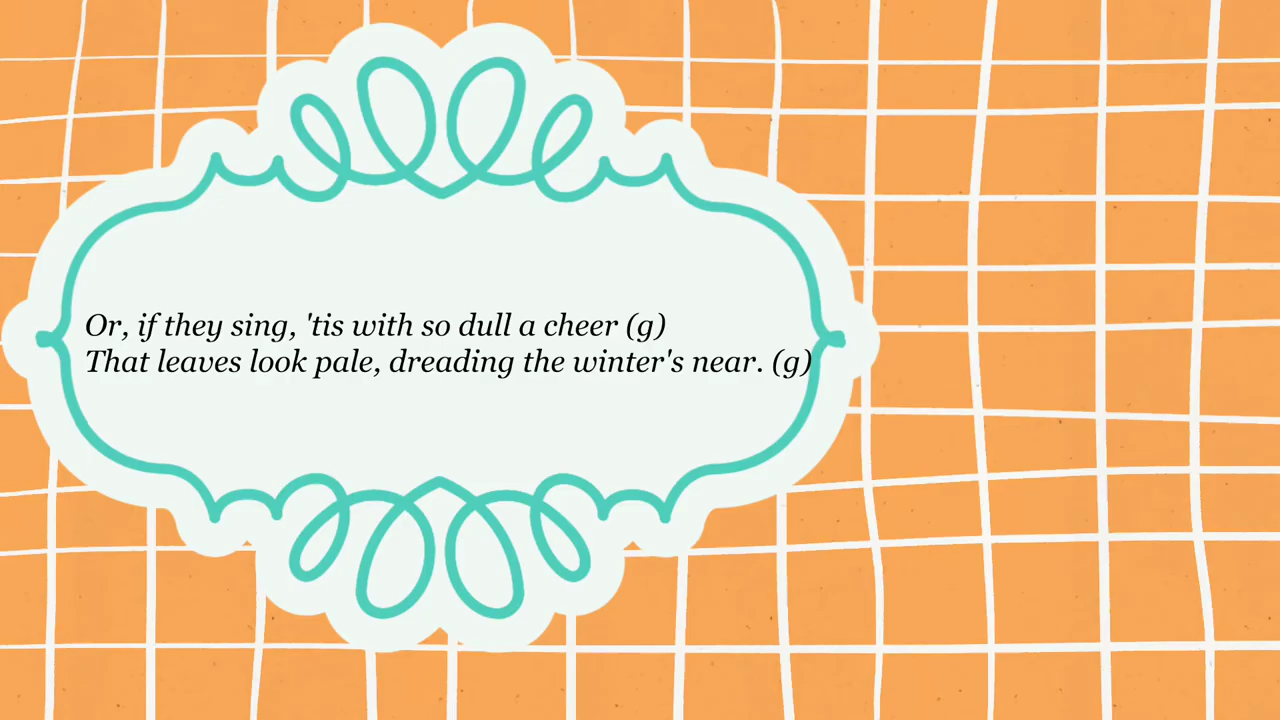 Or, if they sing, 'tis with so dull a cheer (g)
That leaves look pale, dreading the winter's near. (g)